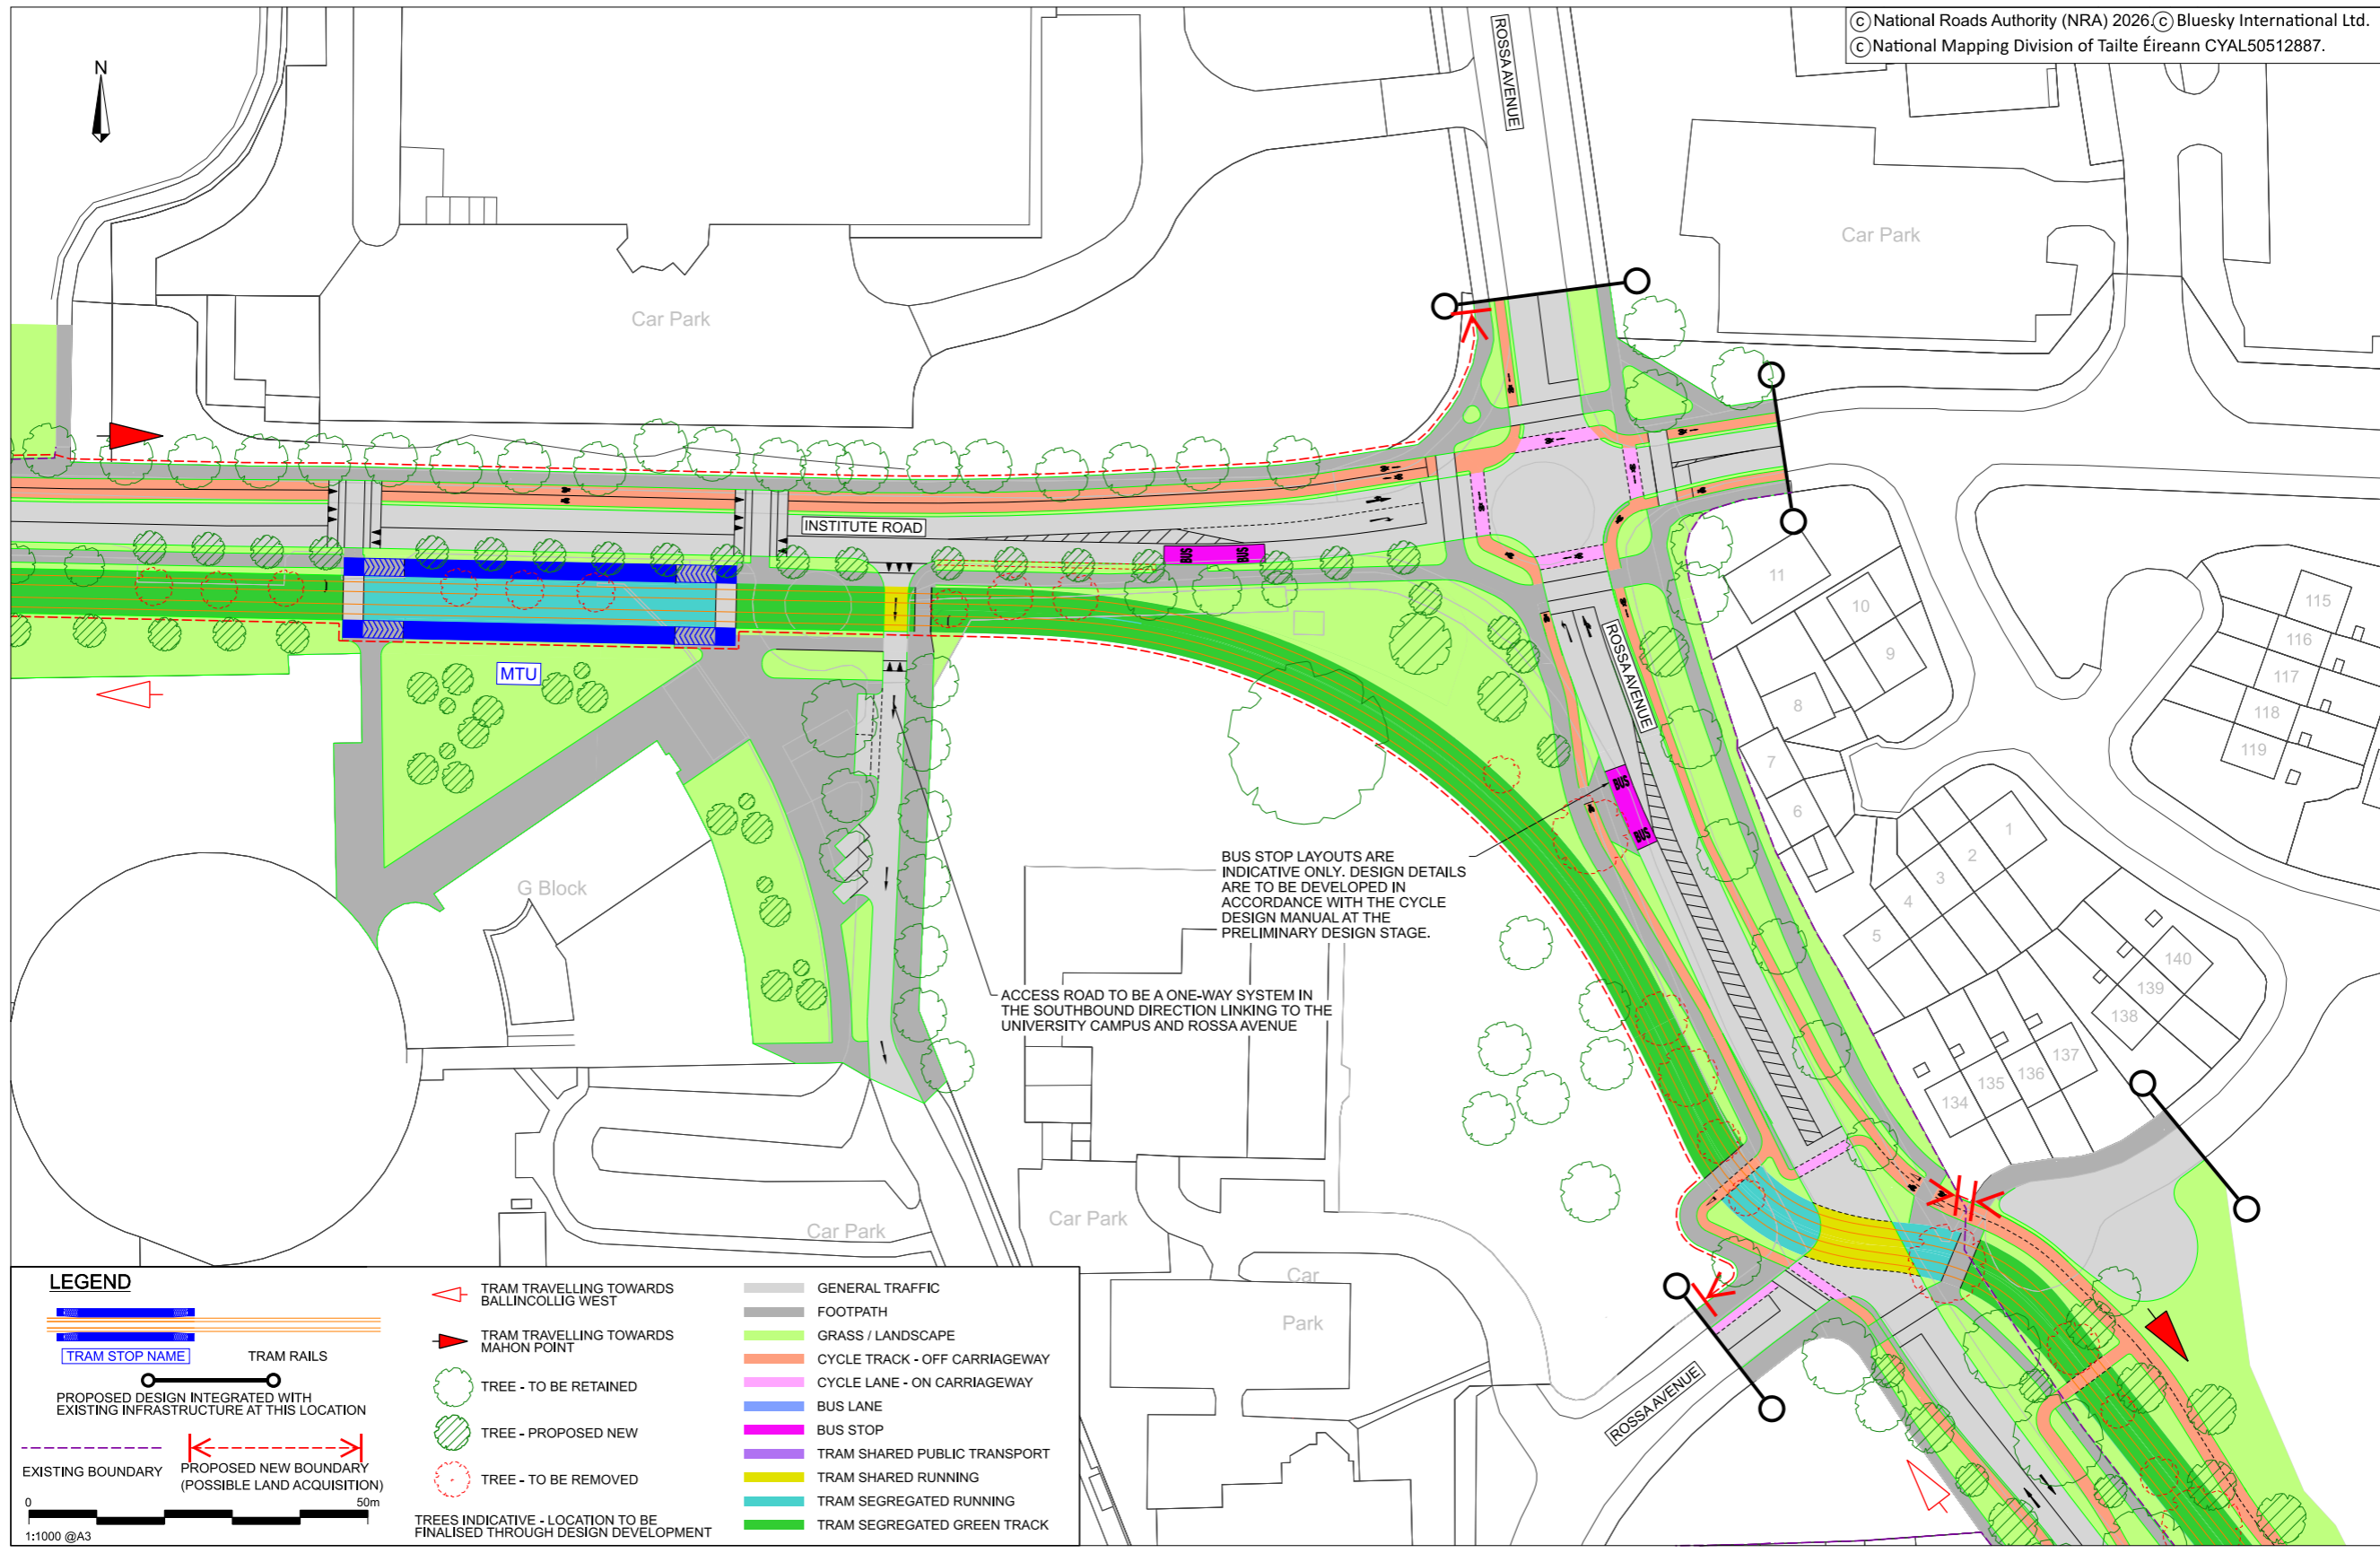 © National Roads Authority (NRA) 2026. © Bluesky International Ltd.
© National Mapping Division of Tailte Éireann CYAL50512887.
N
ROSSA AVENUE
Car Park
Car Park
INSTITUTE ROAD
BUS BUS
MTU
ROSSA AVENUE
BUS
BUS
11
10
9
8
7
6
115
116
117
118
119
1
2
3
4
5
140
139
138
137
136
135
134
G Block
BUS STOP LAYOUTS ARE
INDICATIVE ONLY. DESIGN DETAILS
ARE TO BE DEVELOPED IN
ACCORDANCE WITH THE CYCLE
DESIGN MANUAL AT THE
PRELIMINARY DESIGN STAGE.
ACCESS ROAD TO BE A ONE-WAY SYSTEM IN
THE SOUTHBOUND DIRECTION LINKING TO THE
UNIVERSITY CAMPUS AND ROSSA AVENUE
Car Park
Car Park
Car
Park
ROSSA AVENUE
LEGEND
TRAM STOP NAME
TRAM RAILS
PROPOSED DESIGN INTEGRATED WITH
EXISTING INFRASTRUCTURE AT THIS LOCATION
EXISTING BOUNDARY
PROPOSED NEW BOUNDARY
(POSSIBLE LAND ACQUISITION)
0 50m
1:1000 @A3
TRAM TRAVELLING TOWARDS
BALLINCOLLIG WEST
TRAM TRAVELLING TOWARDS
MAHON POINT
TREE - TO BE RETAINED
TREE - PROPOSED NEW
TREE - TO BE REMOVED
TREES INDICATIVE - LOCATION TO BE
FINALISED THROUGH DESIGN DEVELOPMENT
GENERAL TRAFFIC
FOOTPATH
GRASS / LANDSCAPE
CYCLE TRACK - OFF CARRIAGEWAY
CYCLE LANE - ON CARRIAGEWAY
BUS LANE
BUS STOP
TRAM SHARED PUBLIC TRANSPORT
TRAM SHARED RUNNING
TRAM SEGREGATED RUNNING
TRAM SEGREGATED GREEN TRACK